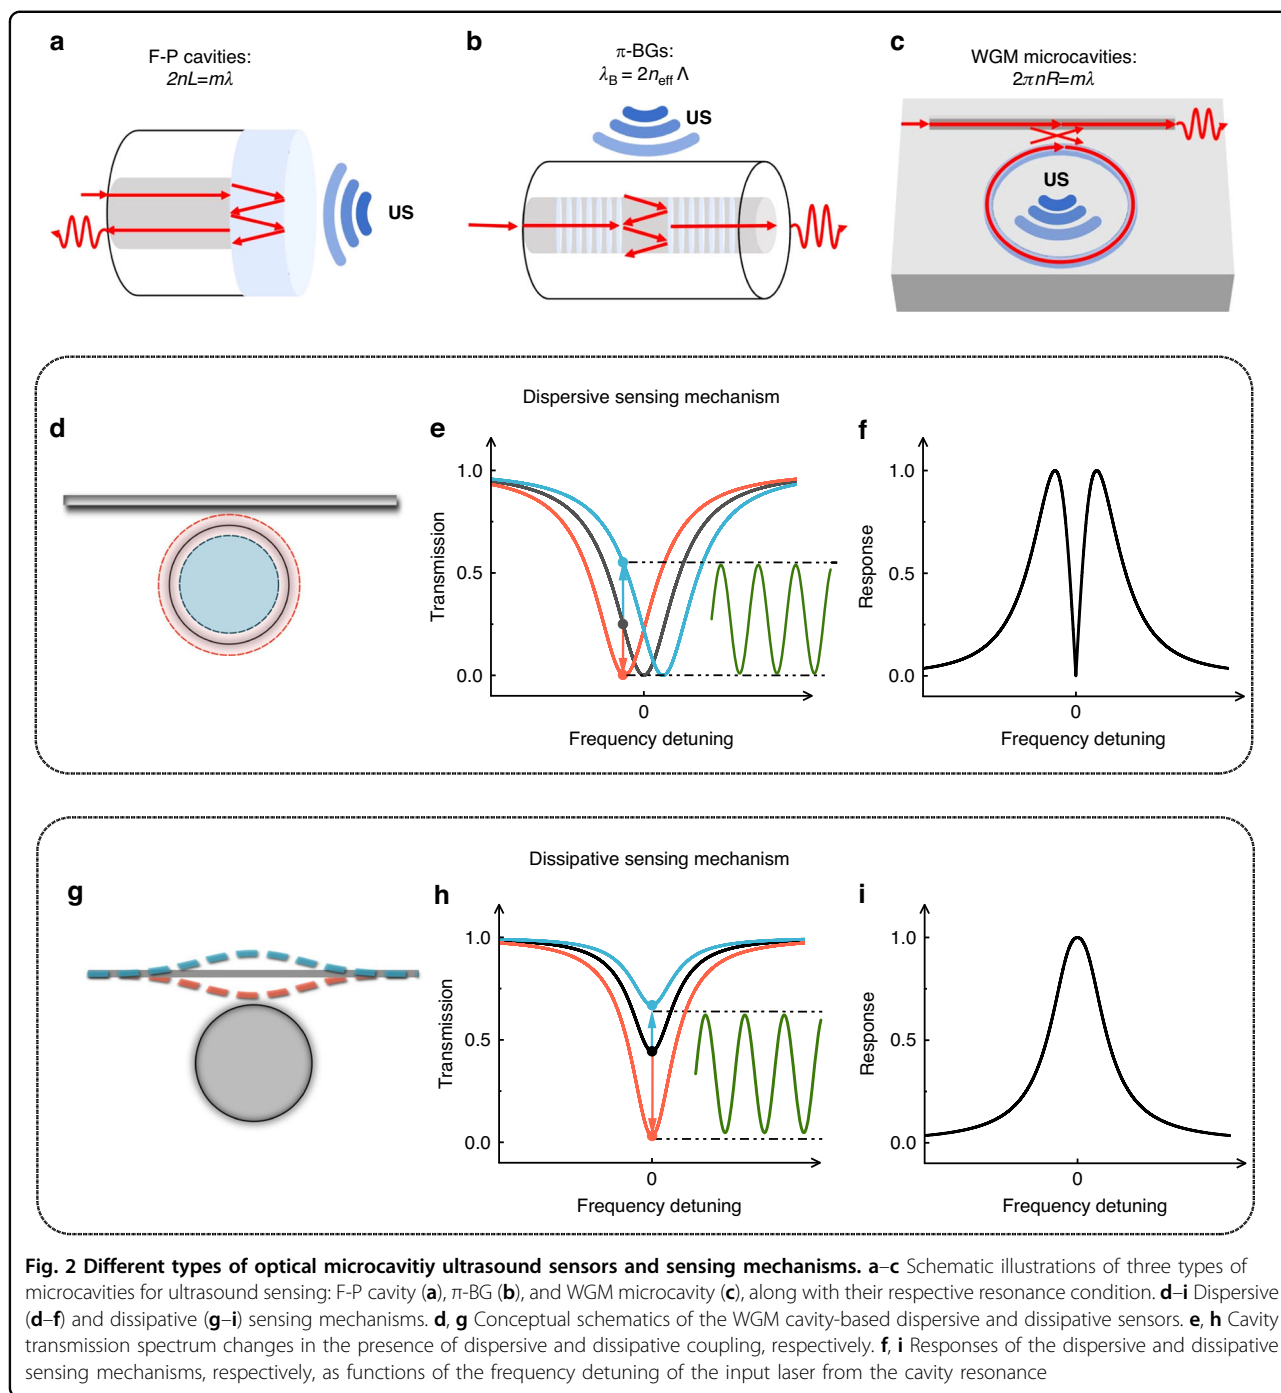 a
F-P cavities:
2nL=mλ
US
b
π-BGs:
λB = 2neff Λ
US
c
WGM microcavities:
2πnR=mλ
US
Dispersive sensing mechanism
d
e
1.0
0.5
0.0
Transmission
0
Frequency detuning
f
1.0
0.5
0.0
Response
0
Frequency detuning
Dissipative sensing mechanism
g
h
1.0
0.5
0.0
Transmission
0
Frequency detuning
i
1.0
0.5
0.0
Response
0
Frequency detuning
Fig. 2 Different types of optical microcavitiy ultrasound sensors and sensing mechanisms. a–c Schematic illustrations of three types of
microcavities for ultrasound sensing: F-P cavity (a), π-BG (b), and WGM microcavity (c), along with their respective resonance condition. d–i Dispersive
(d–f) and dissipative (g–i) sensing mechanisms. d, g Conceptual schematics of the WGM cavity-based dispersive and dissipative sensors. e, h Cavity
transmission spectrum changes in the presence of dispersive and dissipative coupling, respectively. f, i Responses of the dispersive and dissipative
sensing mechanisms, respectively, as functions of the frequency detuning of the input laser from the cavity resonance